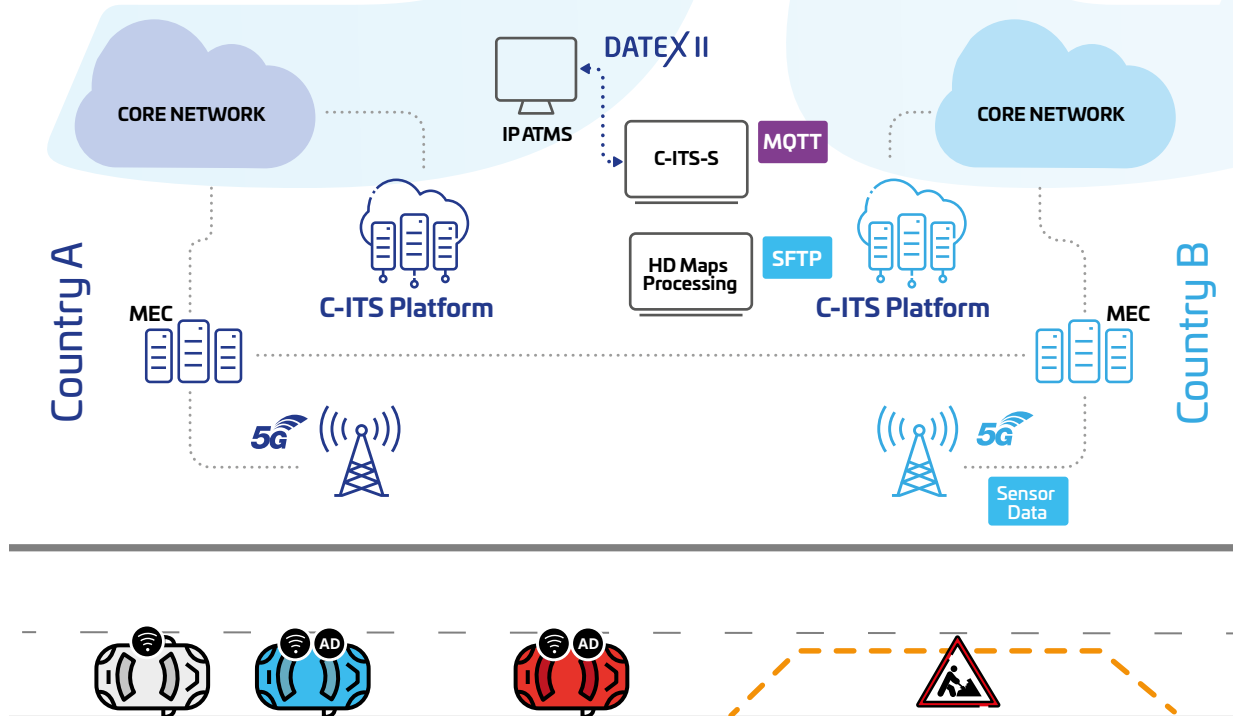 DATEX II
CORE NETWORK
CORE NETWORK
IP ATMS
C-ITS-S
MQTT
HD Maps
Processing
SFTP
C-ITS Platform
C-ITS Platform
Country A
Country B
MEC
MEC
5G
5G
Sensor
Data
AD
AD